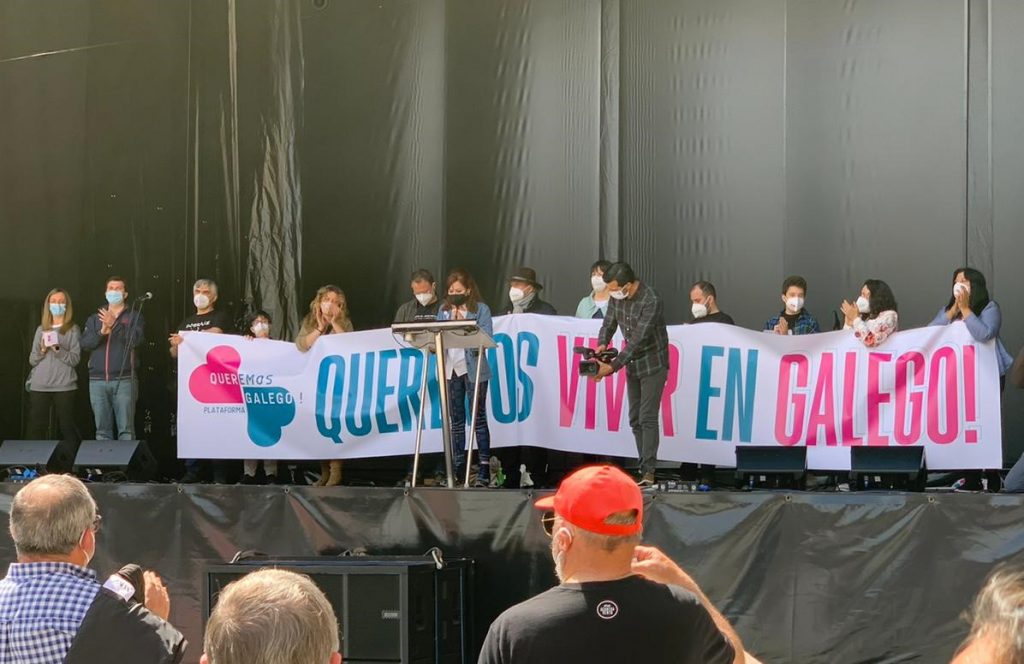 QUEREMOS
GALEGO!
PLATAFORMA
QUEREMOS VIVIR EN GALEGO!